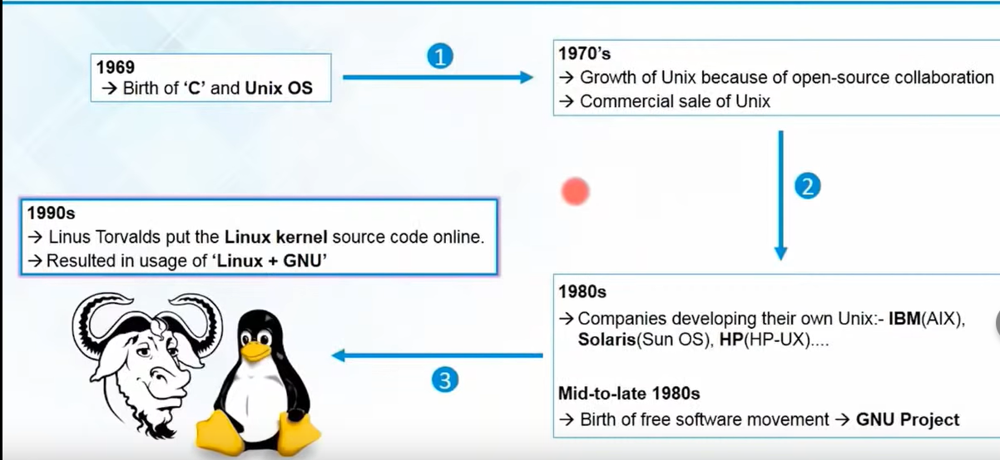 1969
→ Birth of ‘C’ and Unix OS
1
1970’s
→ Growth of Unix because of open-source collaboration
→ Commercial sale of Unix
2
1980s
→ Companies developing their own Unix:- IBM(AIX),
Solaris(Sun OS), HP(HP-UX)....
Mid-to-late 1980s
→ Birth of free software movement → GNU Project
3
1990s
→ Linus Torvalds put the Linux kernel source code online.
→ Resulted in usage of ‘Linux + GNU’